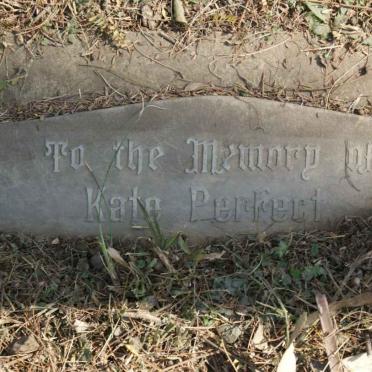 To the Memory
Kate Perfect